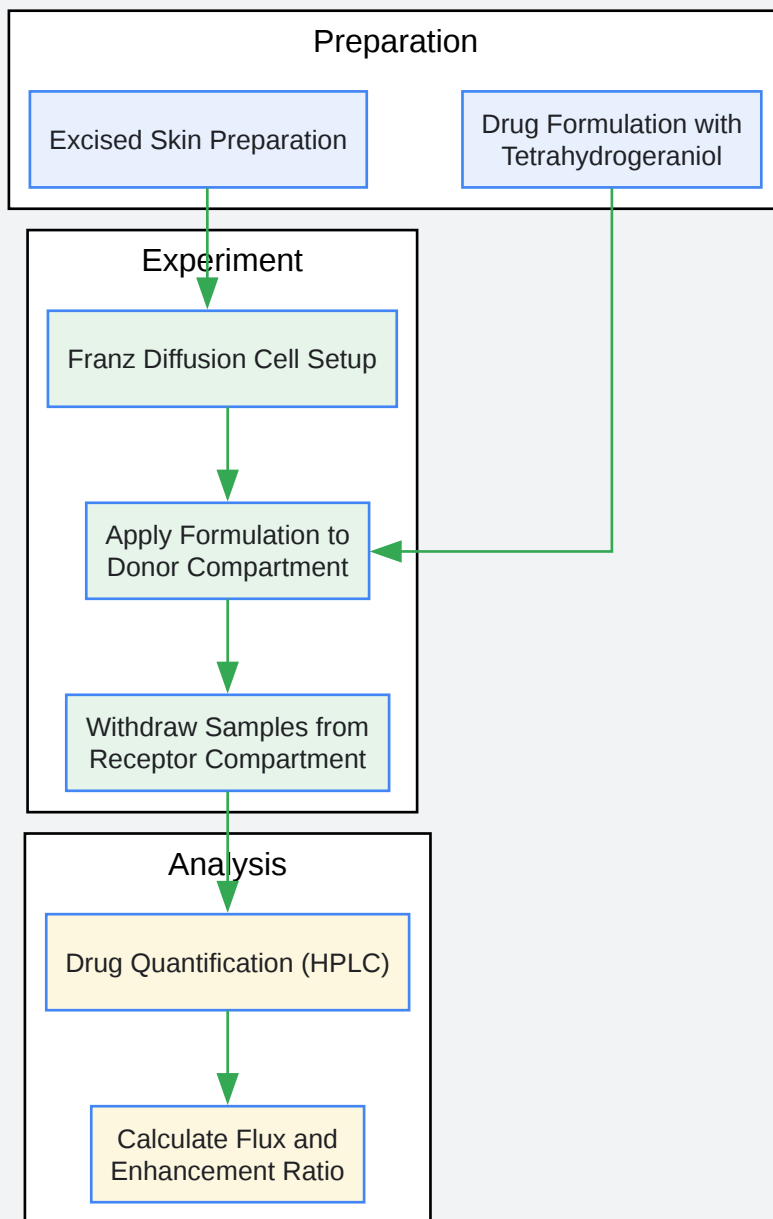 Preparation
Excised Skin Preparation
Drug Formulation with
Tetrahydrogeraniol
Experiment
Franz Diffusion Cell Setup
Apply Formulation to
Donor Compartment
Withdraw Samples from
Receptor Compartment
Analysis
Drug Quantification (HPLC)
Calculate Flux and
Enhancement Ratio